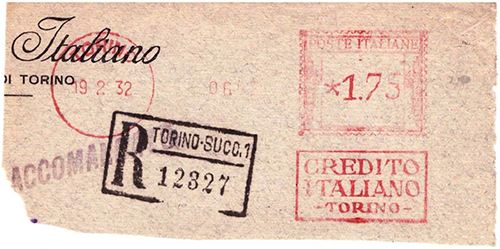 Italiano
DI TORINO
19 2 32
POSTE ITALIANE
*1.75
R
TORINO-SUCC.1
12327
CREDITO
ITALIANO
-TORINO-